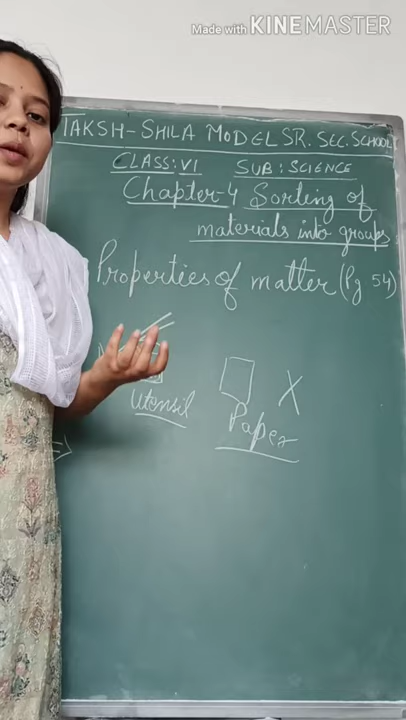 Made with KINEMASTER
TAKSH-SHILA MODEL SR. SEC. SCHOOL
CLASS: VI SUB: SCIENCE
Chapter-4 Sorting of
materials into groups
Properties of matter (Pg 54)
Utensil
Paper